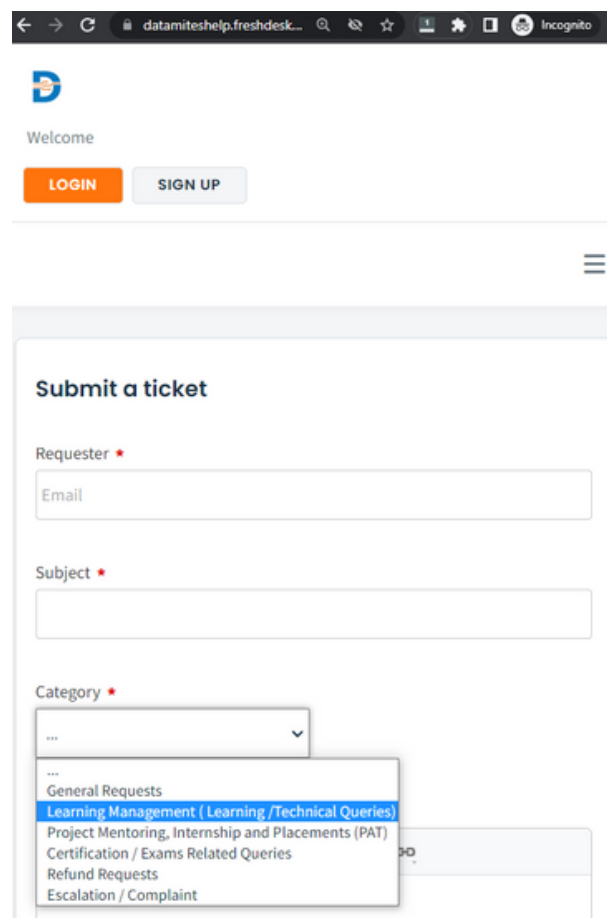 datamiteshelp.freshdesk...
1
Incognito
D
Welcome
LOGIN
SIGN UP
Submit a ticket
Requester *
Email
Subject *
Category *
...
...
General Requests
Learning Management ( Learning /Technical Queries)
Project Mentoring, Internship and Placements (PAT)
Certification / Exams Related Queries
Refund Requests
Escalation / Complaint